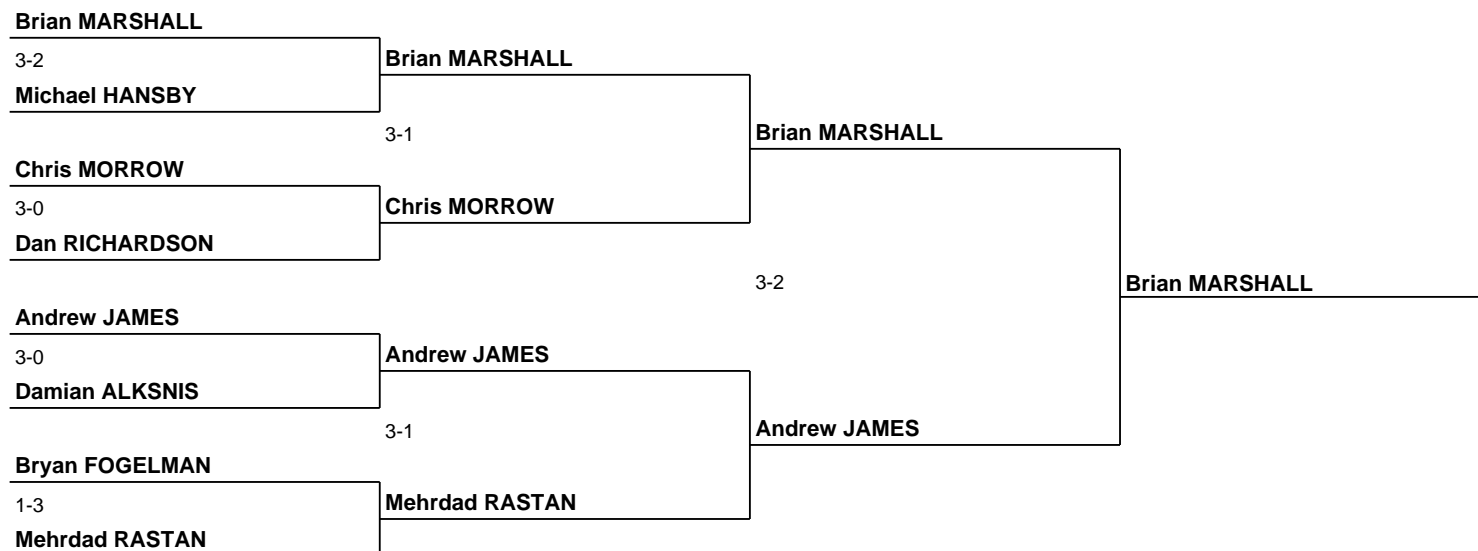 Brian MARSHALL
3-2
Brian MARSHALL
Michael HANSBY
3-1
Brian MARSHALL
Chris MORROW
3-0
Chris MORROW
Dan RICHARDSON
3-2
Brian MARSHALL
Andrew JAMES
3-0
Andrew JAMES
Damian ALKSNIS
3-1
Andrew JAMES
Bryan FOGELMAN
1-3
Mehrdad RASTAN
Mehrdad RASTAN